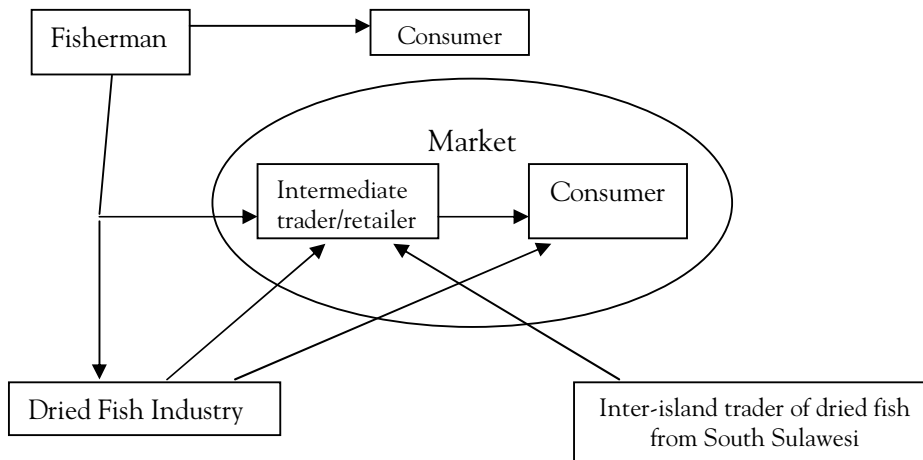 Fisherman
Consumer
Market
Intermediate
trader/retailer
Consumer
Dried Fish Industry
Inter-island trader of dried fish
from South Sulawesi